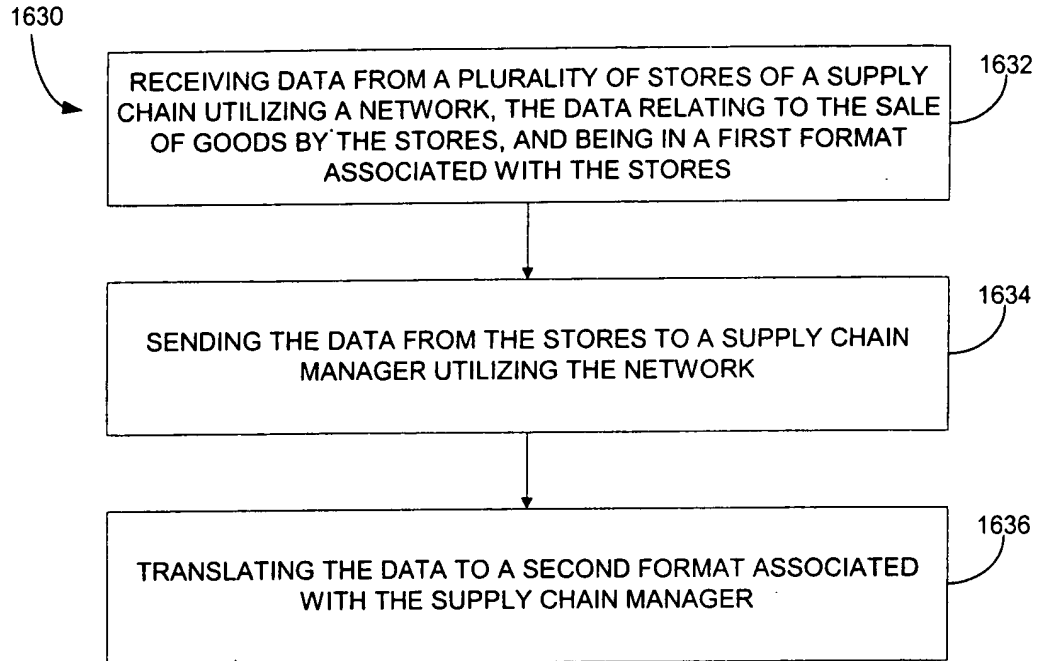 1630
RECEIVING DATA FROM A PLURALITY OF STORES OF A SUPPLY
CHAIN UTILIZING A NETWORK, THE DATA RELATING TO THE SALE
OF GOODS BY THE STORES, AND BEING IN A FIRST FORMAT
ASSOCIATED WITH THE STORES
1632
SENDING THE DATA FROM THE STORES TO A SUPPLY CHAIN
MANAGER UTILIZING THE NETWORK
1634
TRANSLATING THE DATA TO A SECOND FORMAT ASSOCIATED
WITH THE SUPPLY CHAIN MANAGER
1636